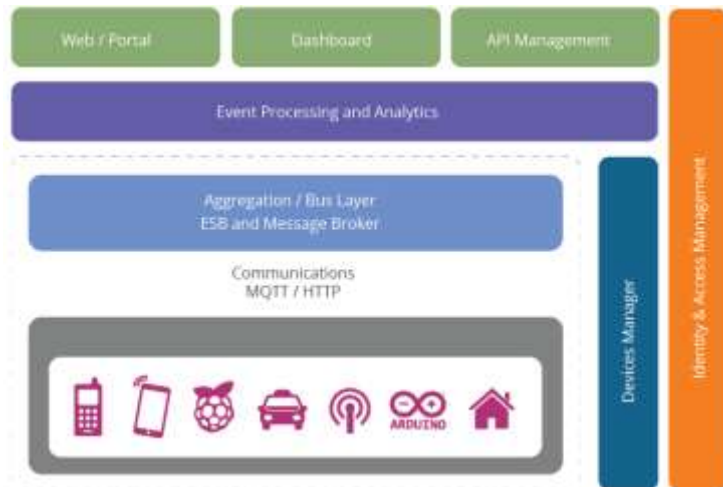 Web / Portal
Dashboard
API Management
Event Processing and Analytics
Aggregation / Bus Layer
ESB and Message Broker
Communications
MQTT / HTTP
ARDUINO
Devices Manager
Identity & Access Management